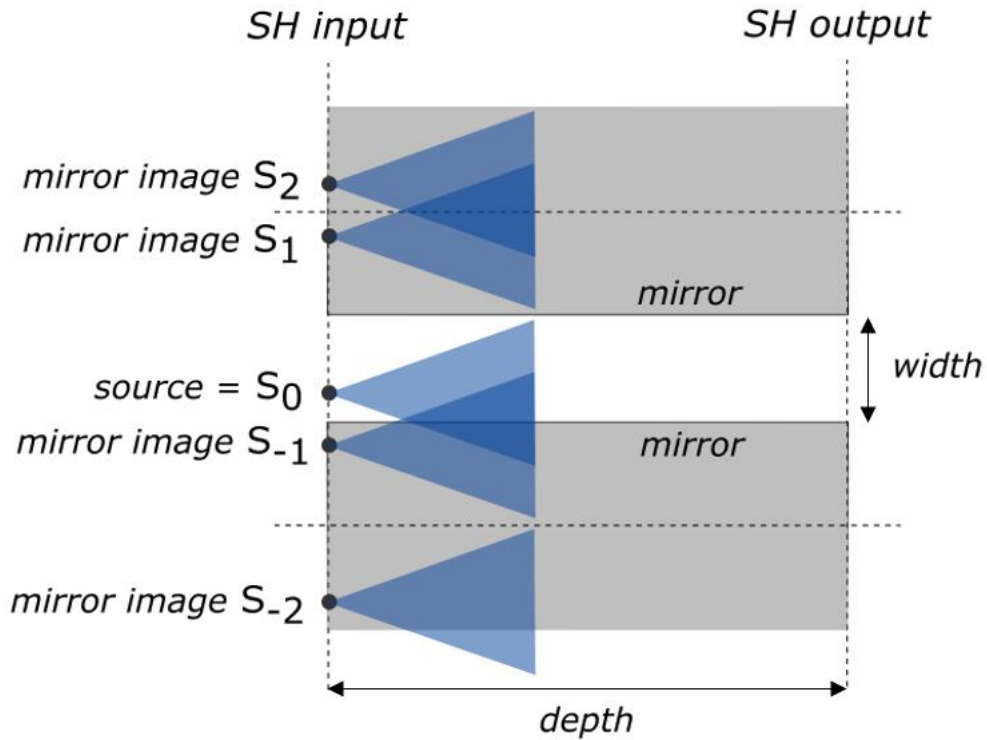 SH input
SH output
mirror image S2
mirror image S1
mirror
source = S0
width
mirror image S-1
mirror
mirror image S-2
depth